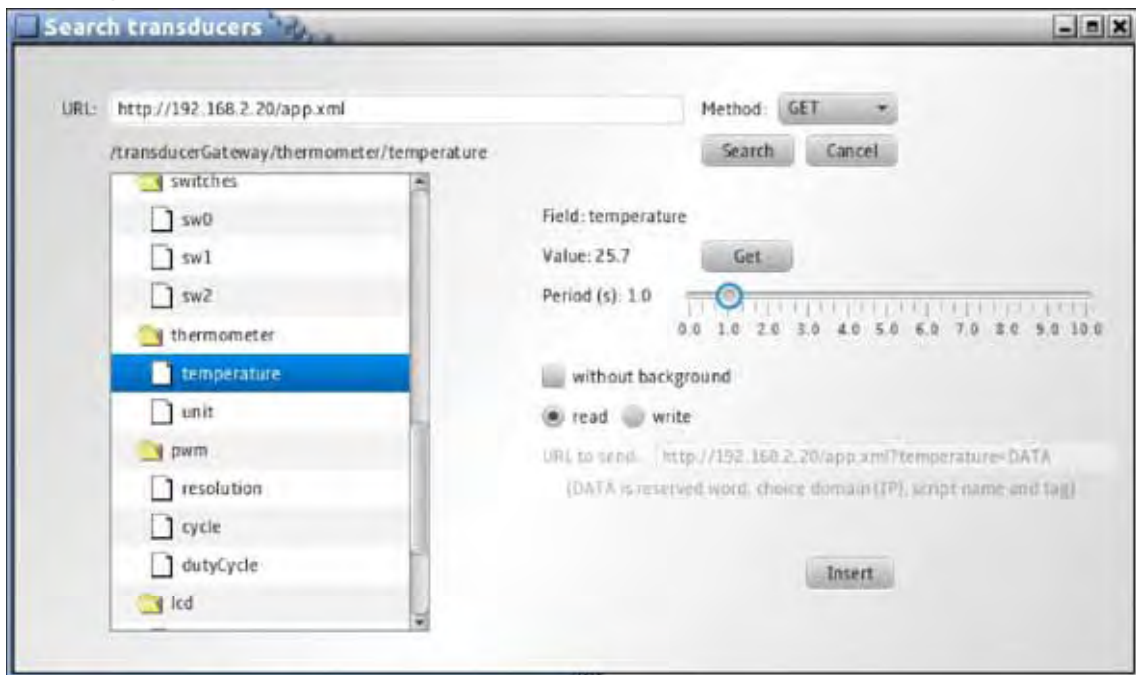 Search transducers
URL: http://192.168.2.20/app.xml Method: GET
/transducerGateway/thermometer/temperature Search Cancel
switches
sw0
sw1
sw2
thermometer
temperature
unit
pwm
resolution
cycle
dutyCycle
lcd
Field: temperature
Value: 25.7 Get
Period (s): 1.0
0.0 1.0 2.0 3.0 4.0 5.0 6.0 7.0 8.0 9.0 10.0
without background
read write
URL to send: http://192.168.2.20/app.xml?temperature=DATA
(DATA is reserved word, choice domain (IP), script name and tag)
Insert